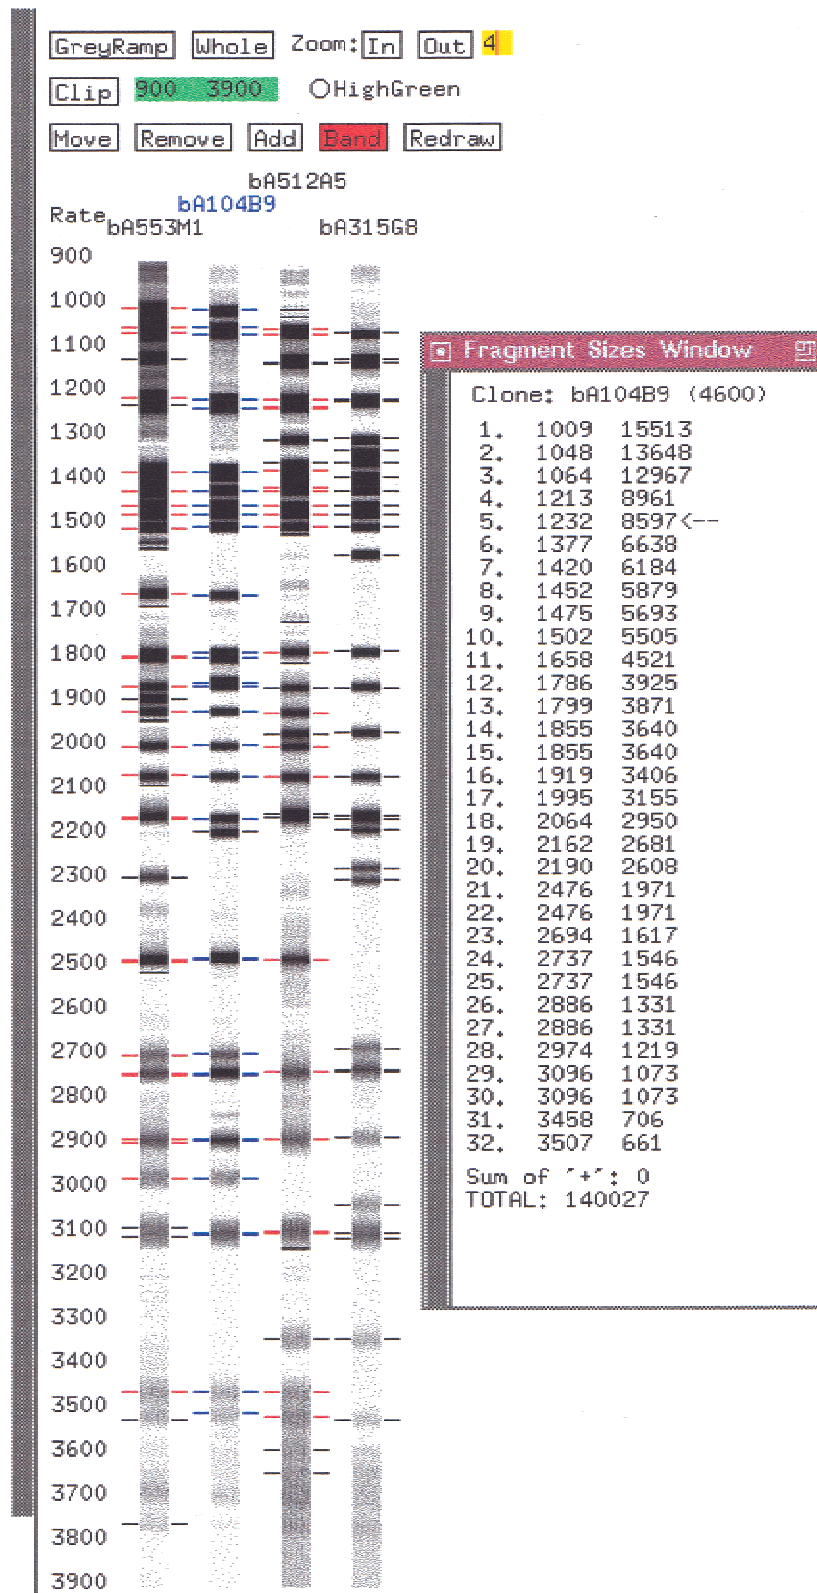 GreyRamp Whole Zoom: In Out 4
Clip 900 3900 HighGreen
Move Remove Add Band Redraw
bA512A5
bA104B9
Rate
bA553M1 bA315G8
900
1000
1100
1200
1300
1400
1500
1600
1700
1800
1900
2000
2100
2200
2300
2400
2500
2600
2700
2800
2900
3000
3100
3200
3300
3400
3500
3600
3700
3800
3900
Fragment Sizes Window
Clone: bA104B9 (4600)
1. 1009 15513
2. 1048 13648
3. 1064 12967
4. 1213 8961
5. 1232 8597<--
6. 1377 6638
7. 1420 6184
8. 1452 5879
9. 1475 5693
10. 1502 5505
11. 1658 4521
12. 1786 3925
13. 1799 3871
14. 1855 3640
15. 1855 3640
16. 1919 3406
17. 1995 3155
18. 2064 2950
19. 2162 2681
20. 2190 2608
21. 2476 1971
22. 2476 1971
23. 2694 1617
24. 2737 1546
25. 2737 1546
26. 2886 1331
27. 2886 1331
28. 2974 1219
29. 3096 1073
30. 3096 1073
31. 3458 706
32. 3507 661
Sum of "+": 0
TOTAL: 140027